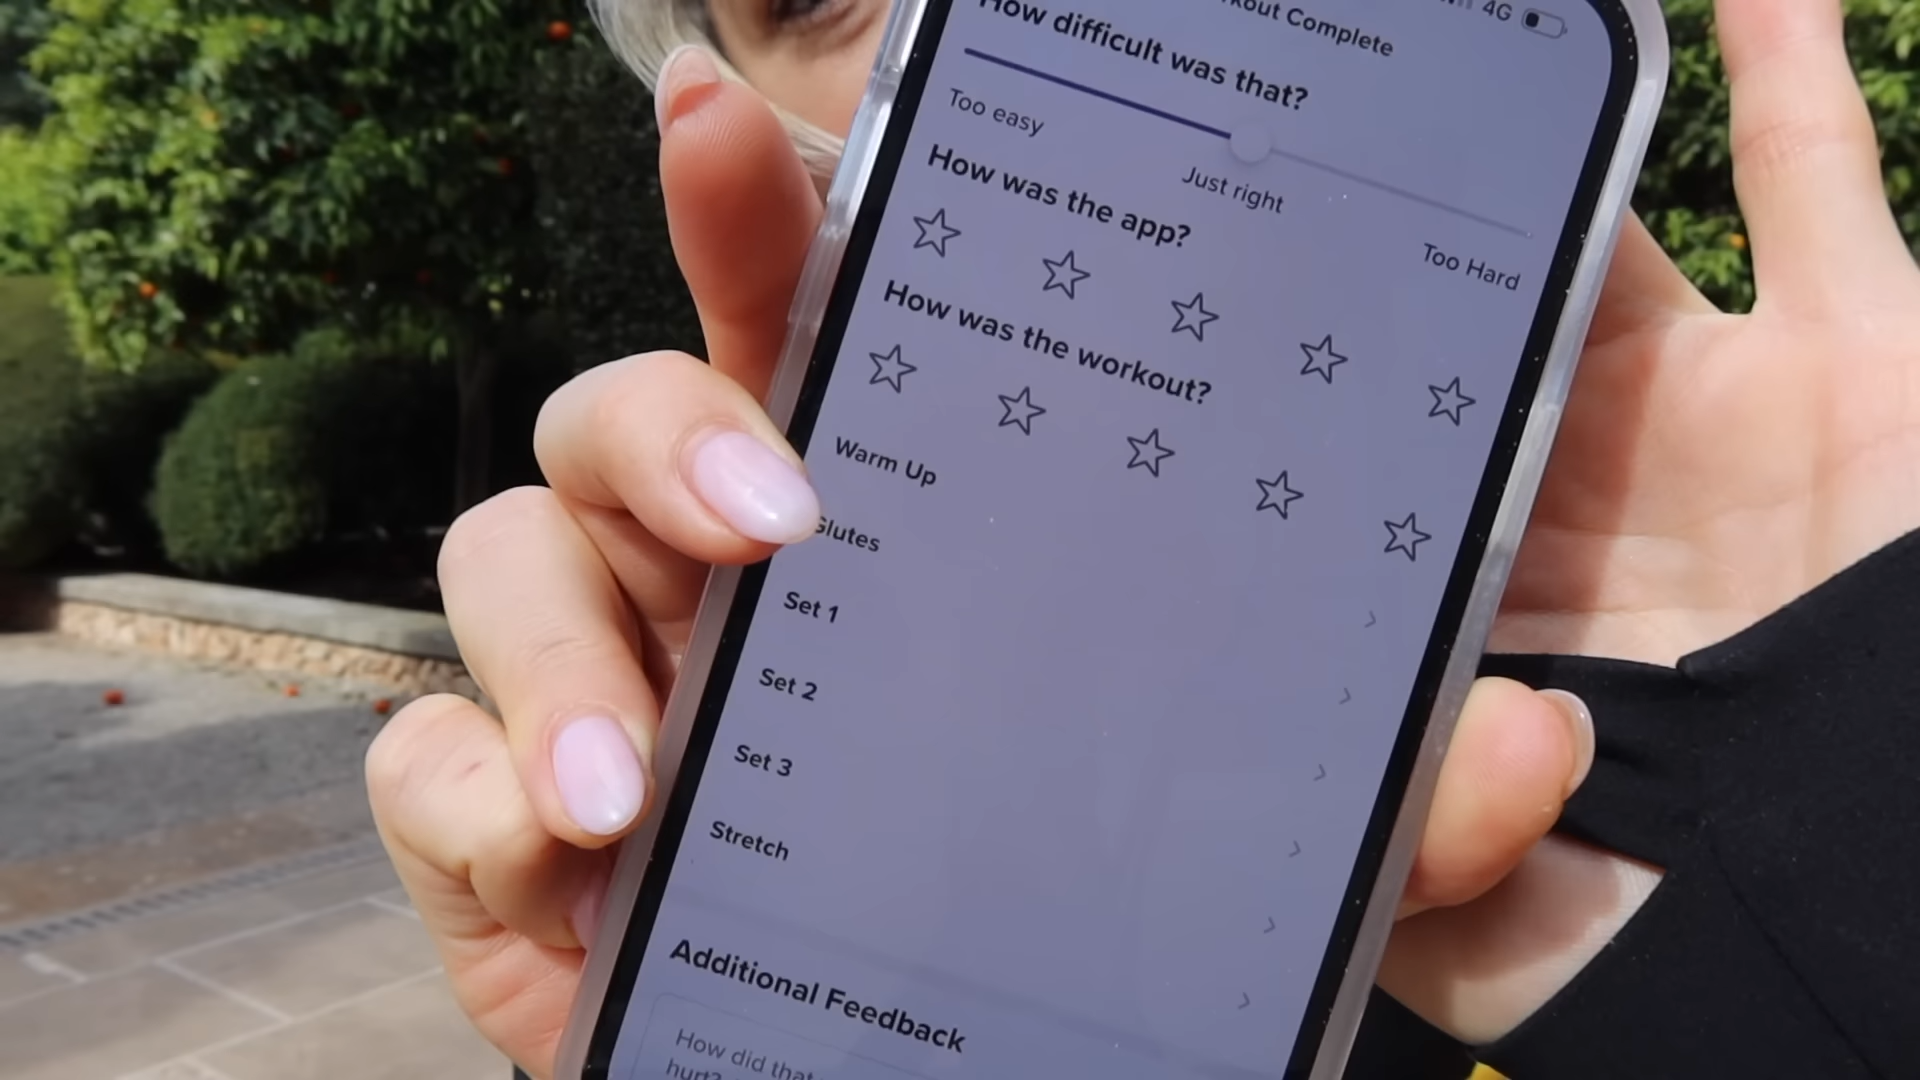 4G
Complete
How difficult was that?
Too easy
Just right
Too Hard
How was the app?
How was the workout?
Warm Up
Glutes
Set 1
Set 2
Set 3
Stretch
Additional Feedback
How did that
hurt?